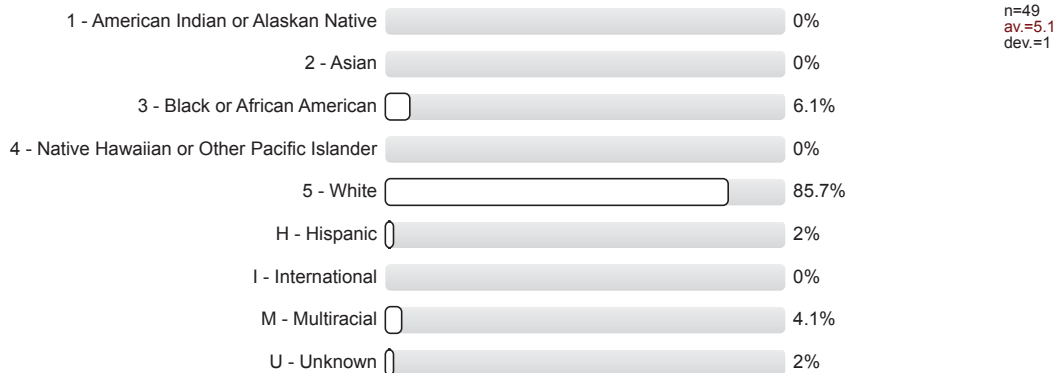 1 - American Indian or Alaskan Native 0%
2 - Asian 0%
3 - Black or African American 6.1%
4 - Native Hawaiian or Other Pacific Islander 0%
5 - White 85.7%
H - Hispanic 2%
I - International 0%
M - Multiracial 4.1%
U - Unknown 2%
n=49
av.=5.1
dev.=1